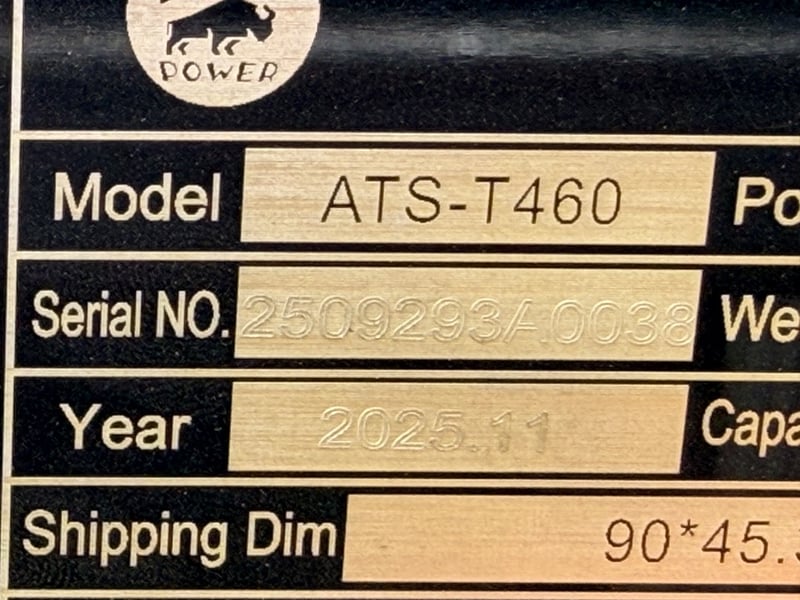 POWER
Model ATS-T460 Po
Serial NO. 2509293A0038 We
Year 2025.11 Capa
Shipping Dim 90*45.